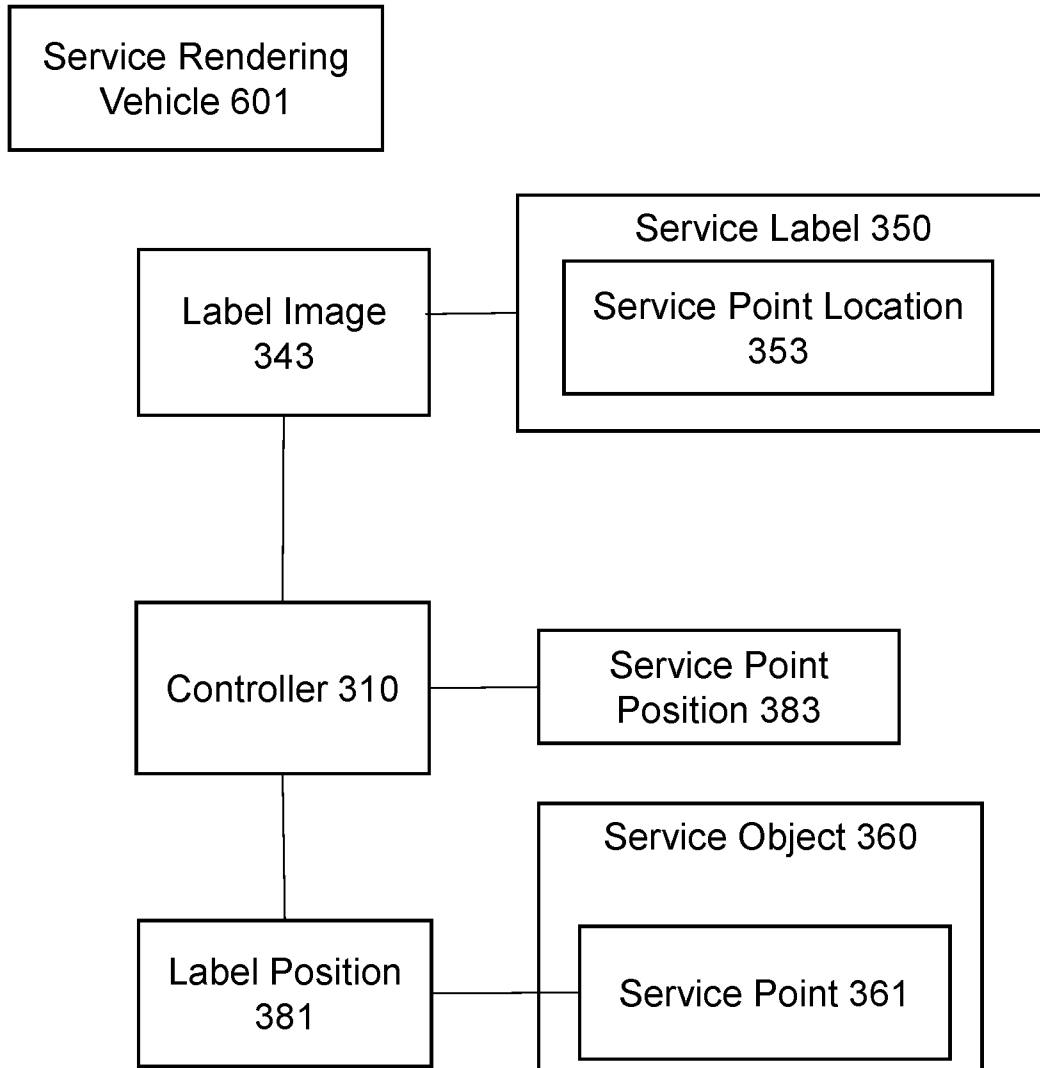 Service Rendering
Vehicle 601
Service Label 350
Label Image
343
Service Point Location
353
Controller 310
Service Point
Position 383
Service Object 360
Label Position
381
Service Point 361